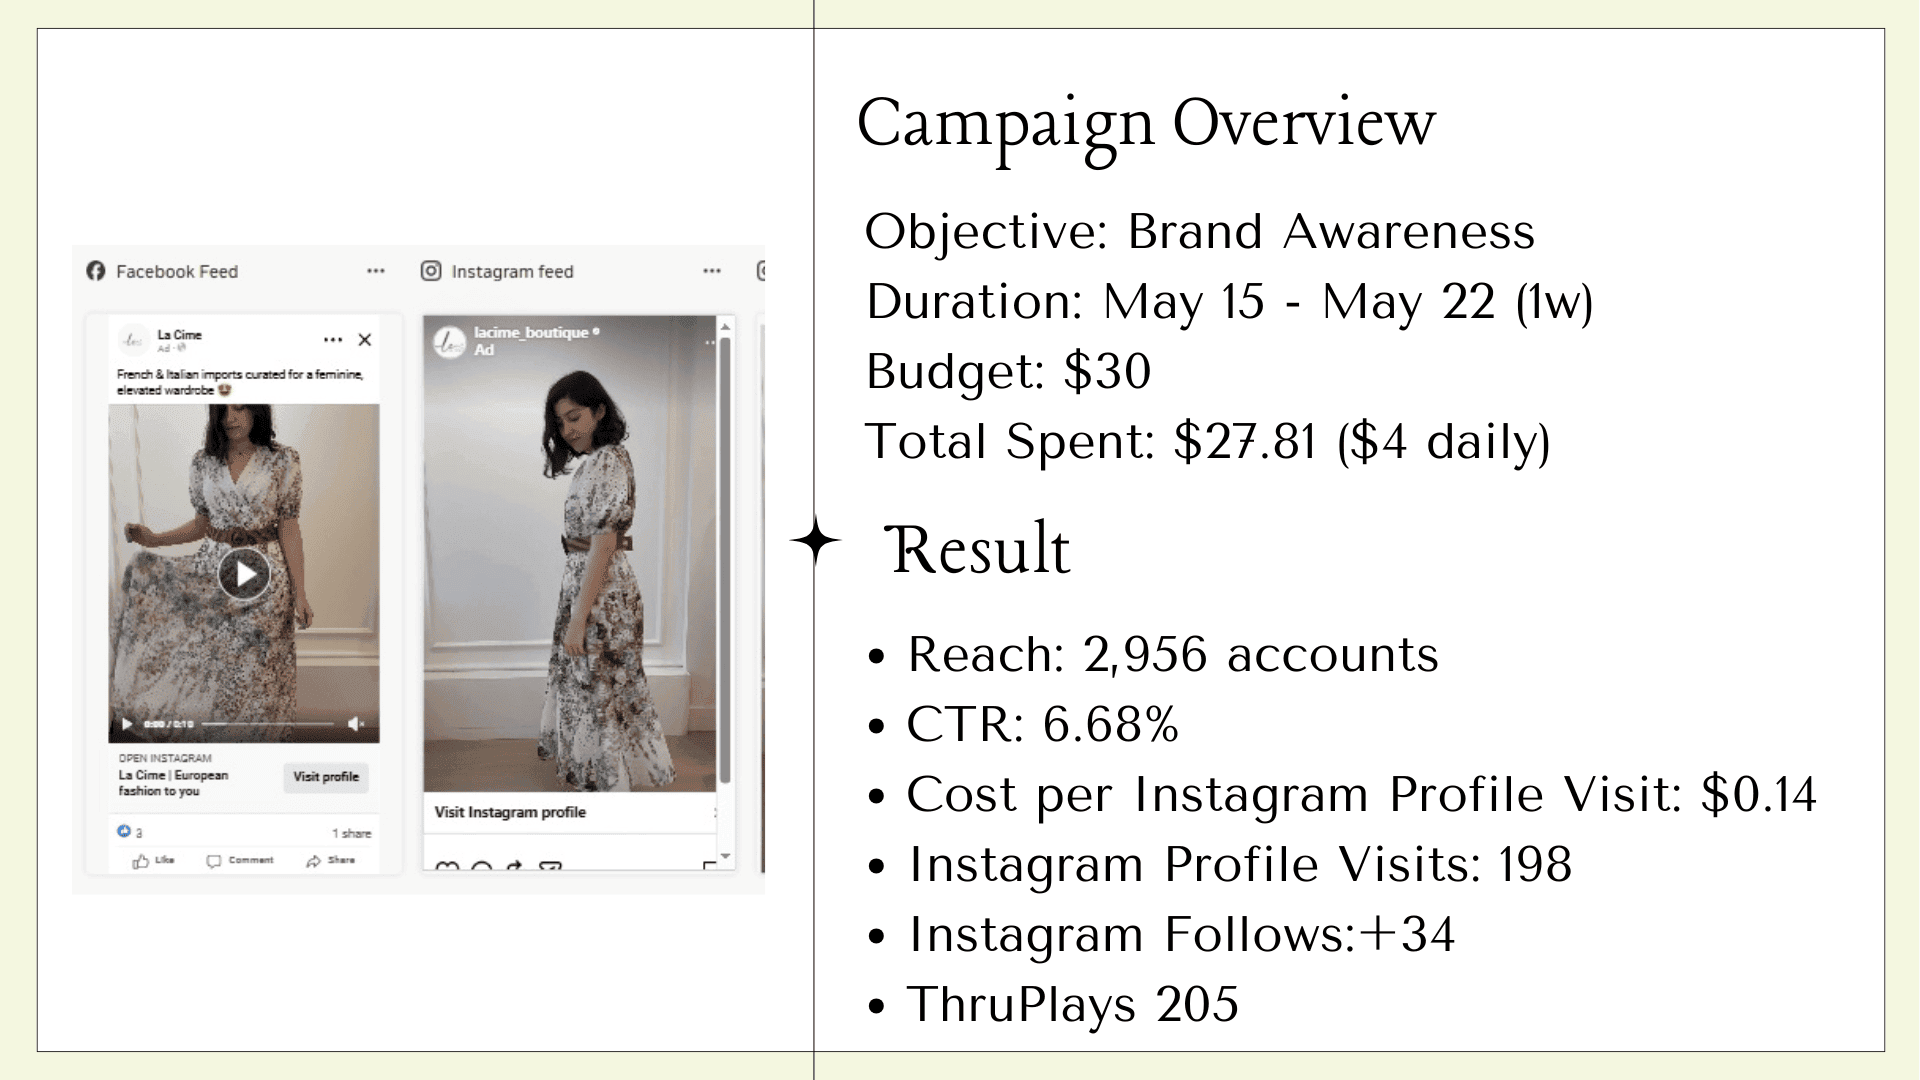 Facebook Feed
La Cime
Ad
French & Italian imports curated for a feminine,
elevated wardrobe
0:00 / 0:10
OPEN INSTAGRAM
La Cime | European
fashion to you
Visit profile
3
1 share
Like
Comment
Share
Instagram feed
lacime_boutique
Ad
Visit Instagram profile
Campaign Overview
Objective: Brand Awareness
Duration: May 15 - May 22 (1w)
Budget: $30
Total Spent: $27.81 ($4 daily)
Result
• Reach: 2,956 accounts
• CTR: 6.68%
• Cost per Instagram Profile Visit: $0.14
• Instagram Profile Visits: 198
• Instagram Follows:+34
• ThruPlays 205